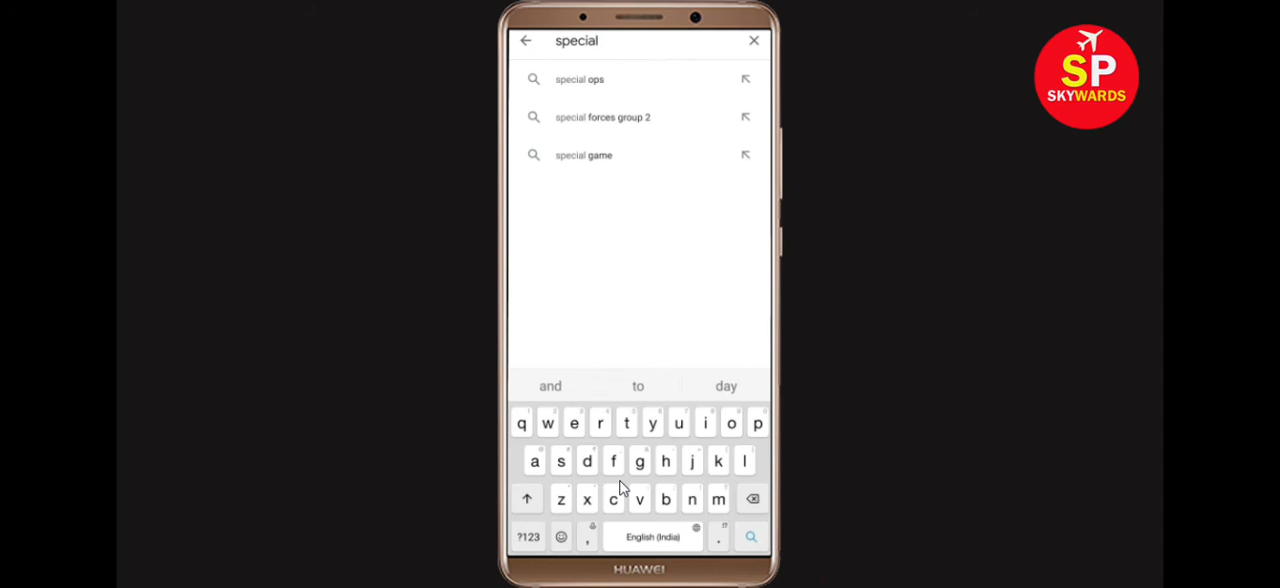 special
SP
SKYWARDS
special ops
special forces group 2
special game
and to day
q w e r t y u i o p
a s d f g h j k l
z x c v b n m
?123 , English (India) .
HUAWEI